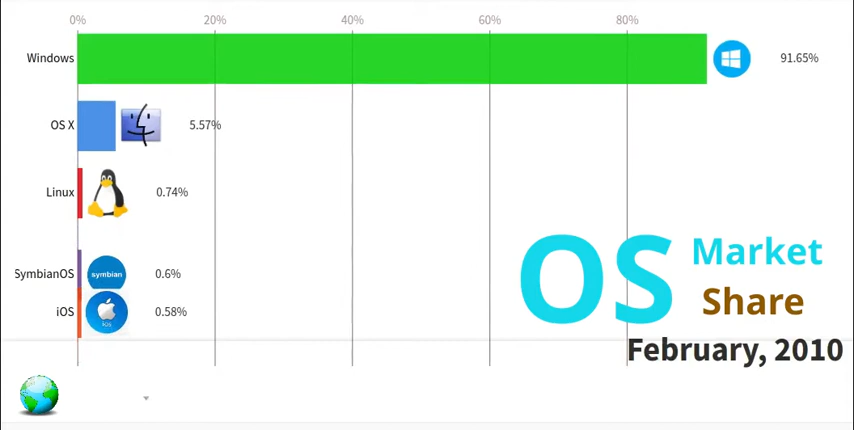 0% 20% 40% 60% 80%
Windows 91.65%
OS X 5.57%
Linux 0.74%
SymbianOS symbian 0.6%
iOS iOS 0.58%
OS Market
Share
February, 2010